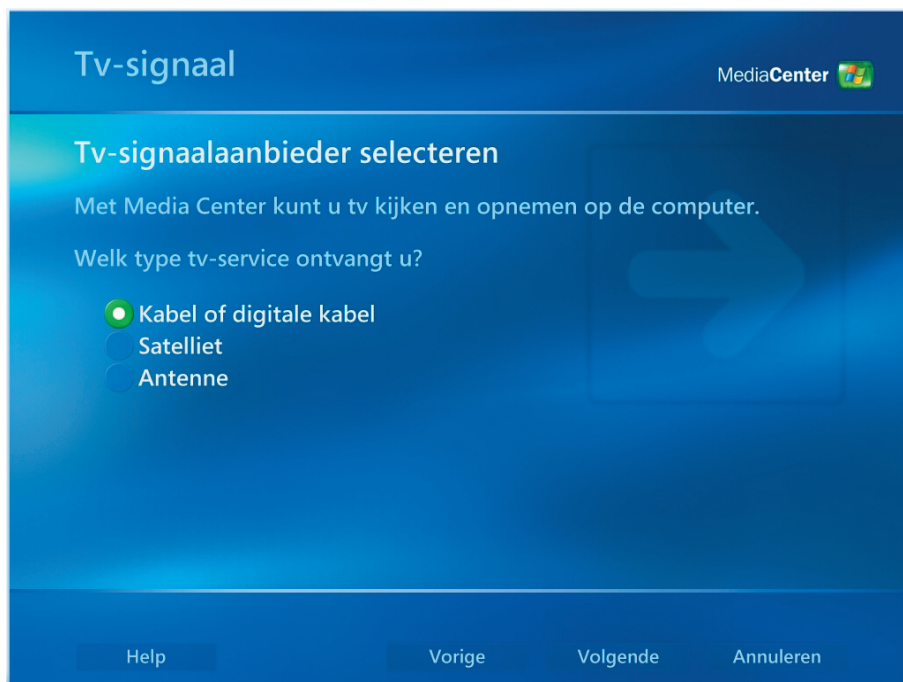 Tv-signaal
MediaCenter
Tv-signaalaanbieder selecteren
Met Media Center kunt u tv kijken en opnemen op de computer.
Welk type tv-service ontvangt u?
Kabel of digitale kabel
Satelliet
Antenne
Help Vorige Volgende Annuleren